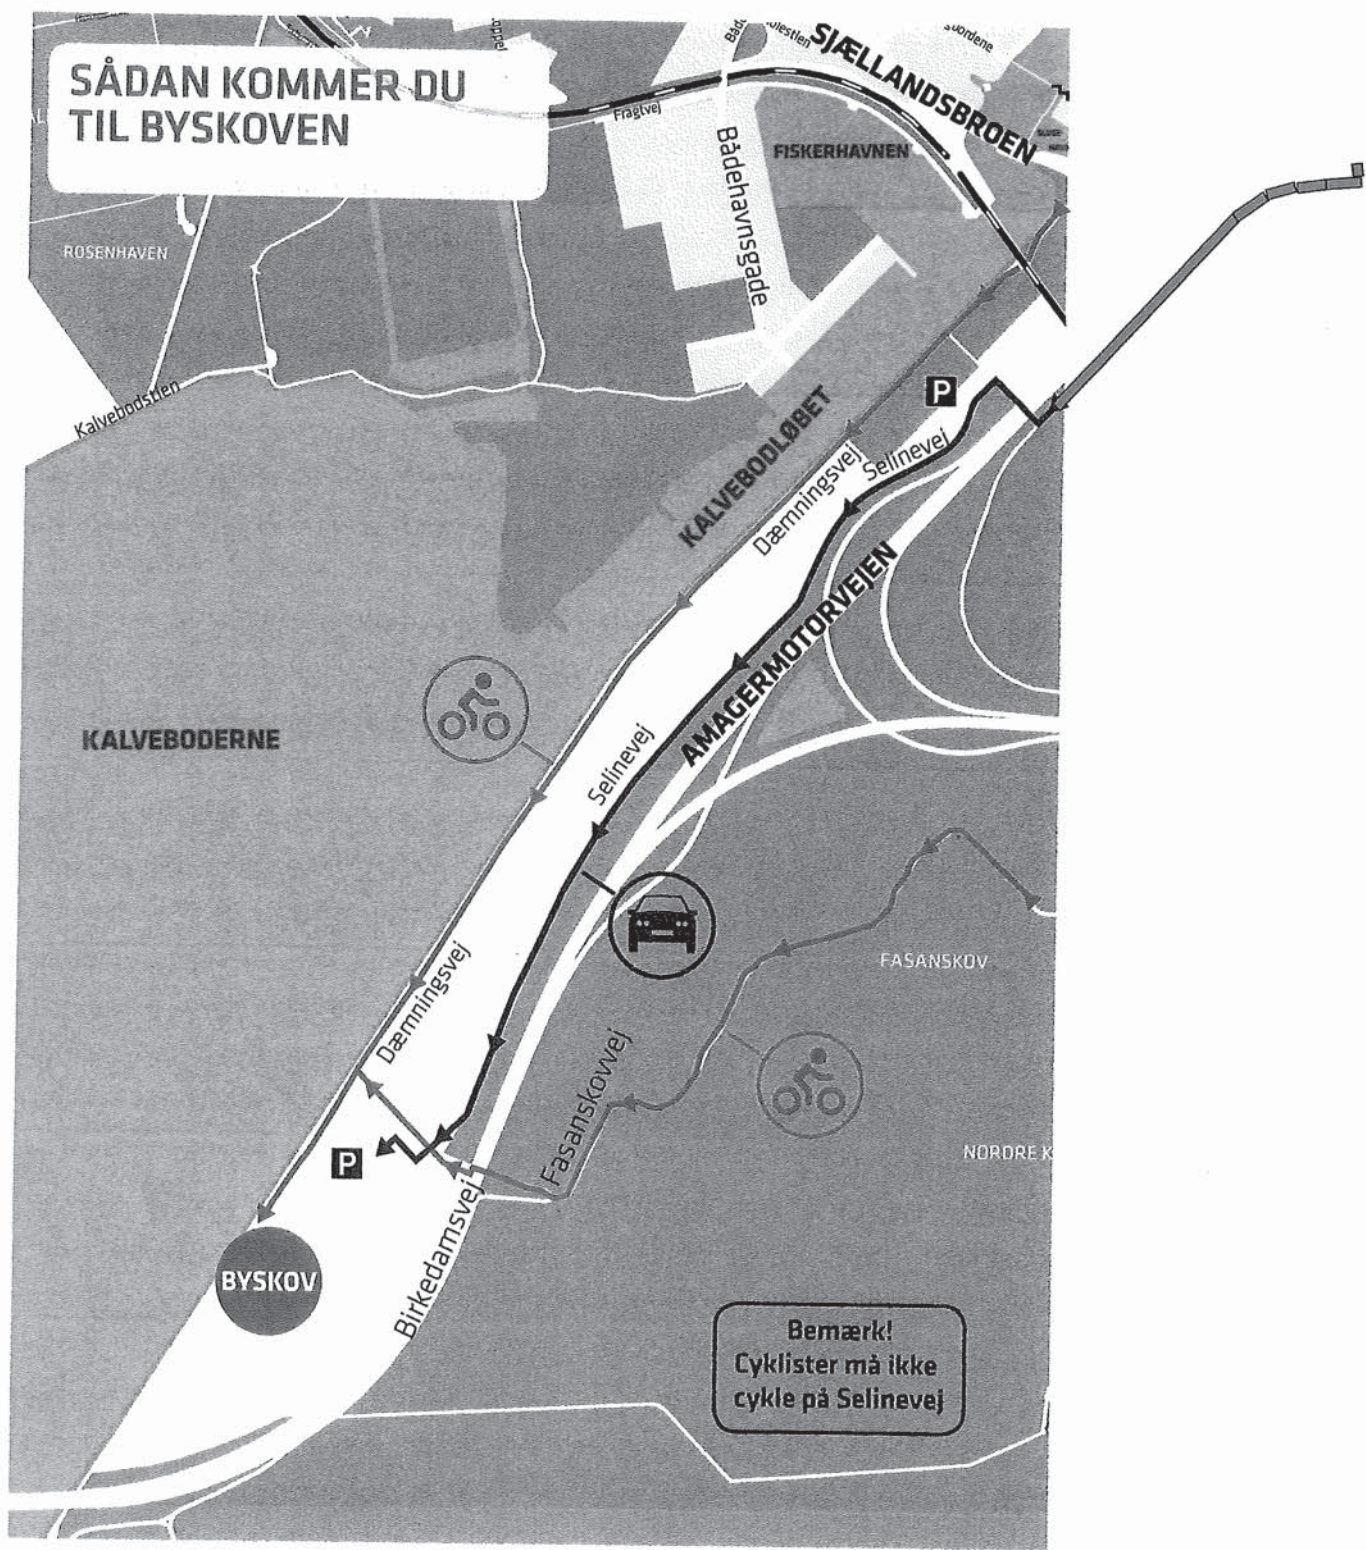 SÅDAN KOMMER DU
TIL BYSKOVEN
SJÆLLANDSBROEN
Fragtvej
FISKERHAVNEN
Bådehavnsgade
ROSENHAVEN
Kalvebodstien
P
KALVEBODLØBET
Selinevej
Dæmningsvej
AMAGERMOTORVEJEN
KALVEBODERNE
Selinevej
FASANSKOV
Dæmningsvej
Fasanskovvej
NORDRE K
P
Birkedamsvej
BYSKOV
Bemærk!
Cyklister må ikke
cykle på Selinevej